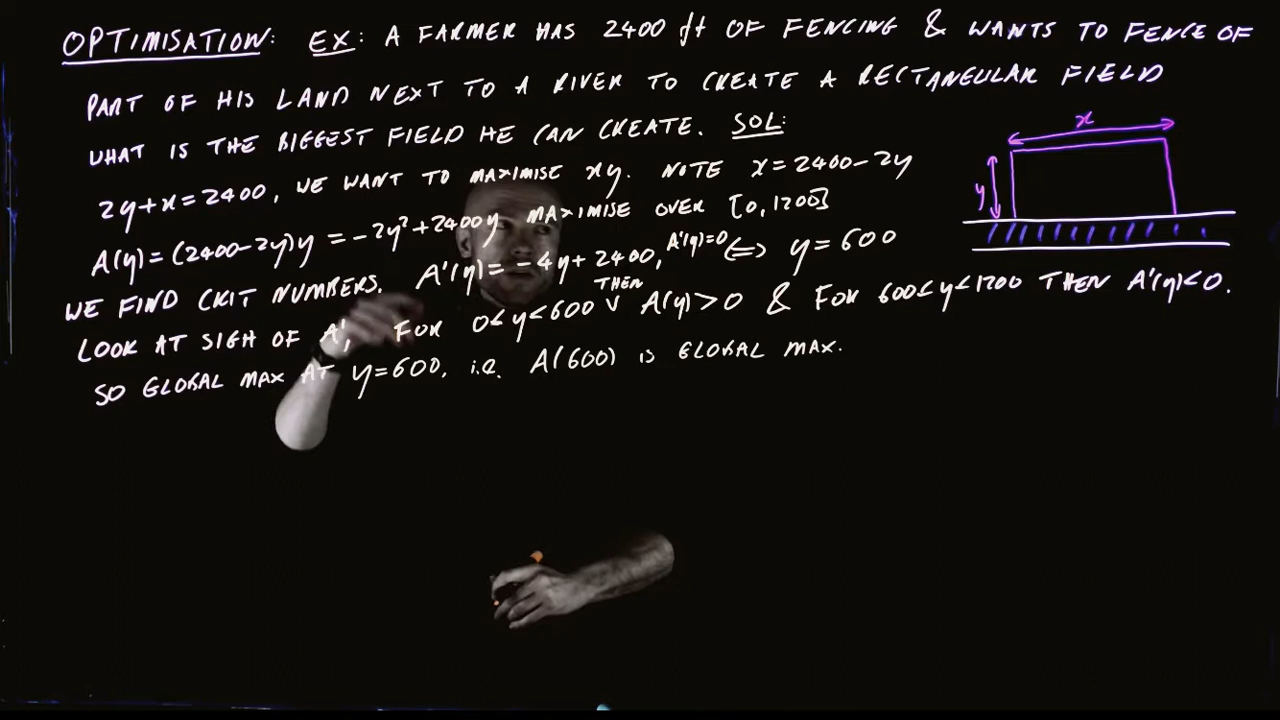 OPTIMISATION: EX: A FARMER HAS 2400 ft OF FENCING & WANTS TO FENCE OF
PART OF HIS LAND NEXT TO A RIVER TO CREATE A RECTANGULAR FIELD
WHAT IS THE BIGGEST FIELD HE CAN CREATE. SOL:
x
y
2y+x=2400, WE WANT TO MAXIMISE xy. NOTE x=2400-2y
A(y)=(2400-2y)y = -2y²+2400y MAXIMISE OVER [0,1200]
WE FIND CRIT NUMBERS. A'(y)= -4y+2400, A'(y)=0 <=> y=600
LOOK AT SIGN OF A', FOR 0<y<600 THEN A(y)>0 & FOR 600<y<1200 THEN A'(y)<0.
SO GLOBAL MAX AT y=600, i.e. A(600) IS GLOBAL MAX.